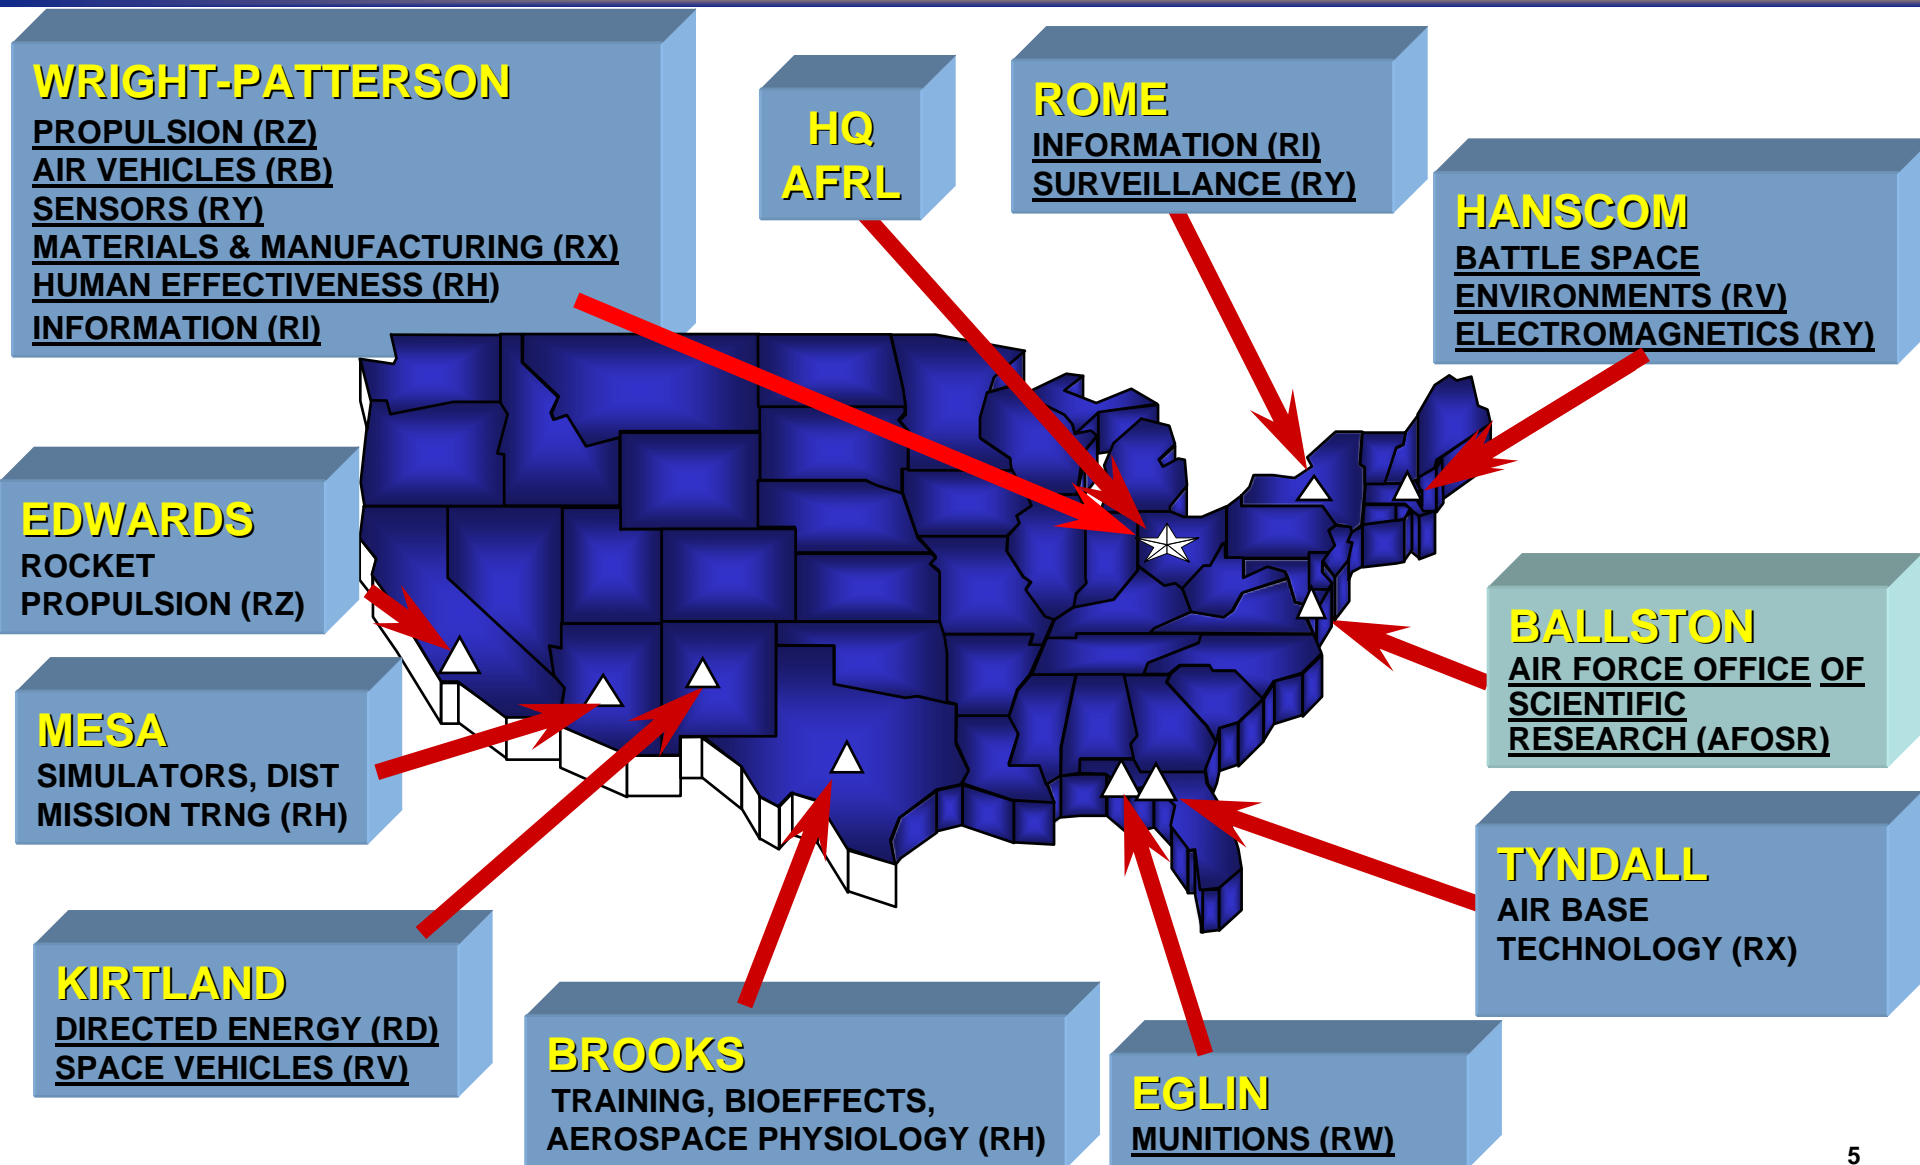 WRIGHT-PATTERSON
PROPULSION (RZ)
AIR VEHICLES (RB)
SENSORS (RY)
MATERIALS & MANUFACTURING (RX)
HUMAN EFFECTIVENESS (RH)
INFORMATION (RI)
HQ
AFRL
ROME
INFORMATION (RI)
SURVEILLANCE (RY)
HANSCOM
BATTLE SPACE
ENVIRONMENTS (RV)
ELECTROMAGNETICS (RY)
EDWARDS
ROCKET
PROPULSION (RZ)
BALLSTON
AIR FORCE OFFICE OF
SCIENTIFIC
RESEARCH (AFOSR)
MESA
SIMULATORS, DIST
MISSION TRNG (RH)
TYNDALL
AIR BASE
TECHNOLOGY (RX)
KIRTLAND
DIRECTED ENERGY (RD)
SPACE VEHICLES (RV)
BROOKS
TRAINING, BIOEFFECTS,
AEROSPACE PHYSIOLOGY (RH)
EGLIN
MUNITIONS (RW)
5